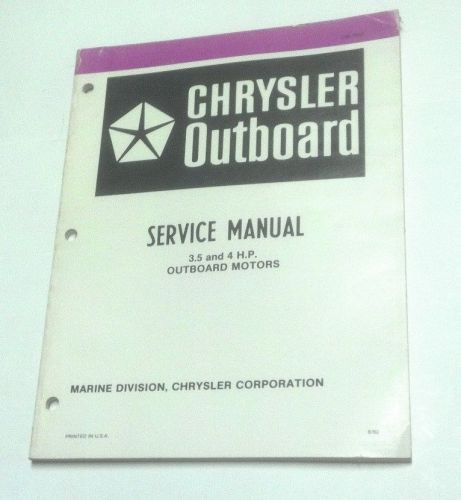 CHRYSLER
Outboard
SERVICE MANUAL
3.5 and 4 H.P.
OUTBOARD MOTORS
MARINE DIVISION, CHRYSLER CORPORATION
PRINTED IN U.S.A.